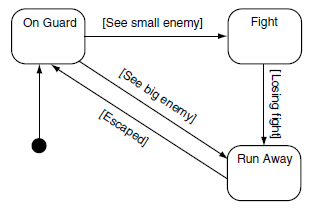 On Guard
[See small enemy]
Fight
[See big enemy]
[Escaped]
[Losing fight]
Run Away